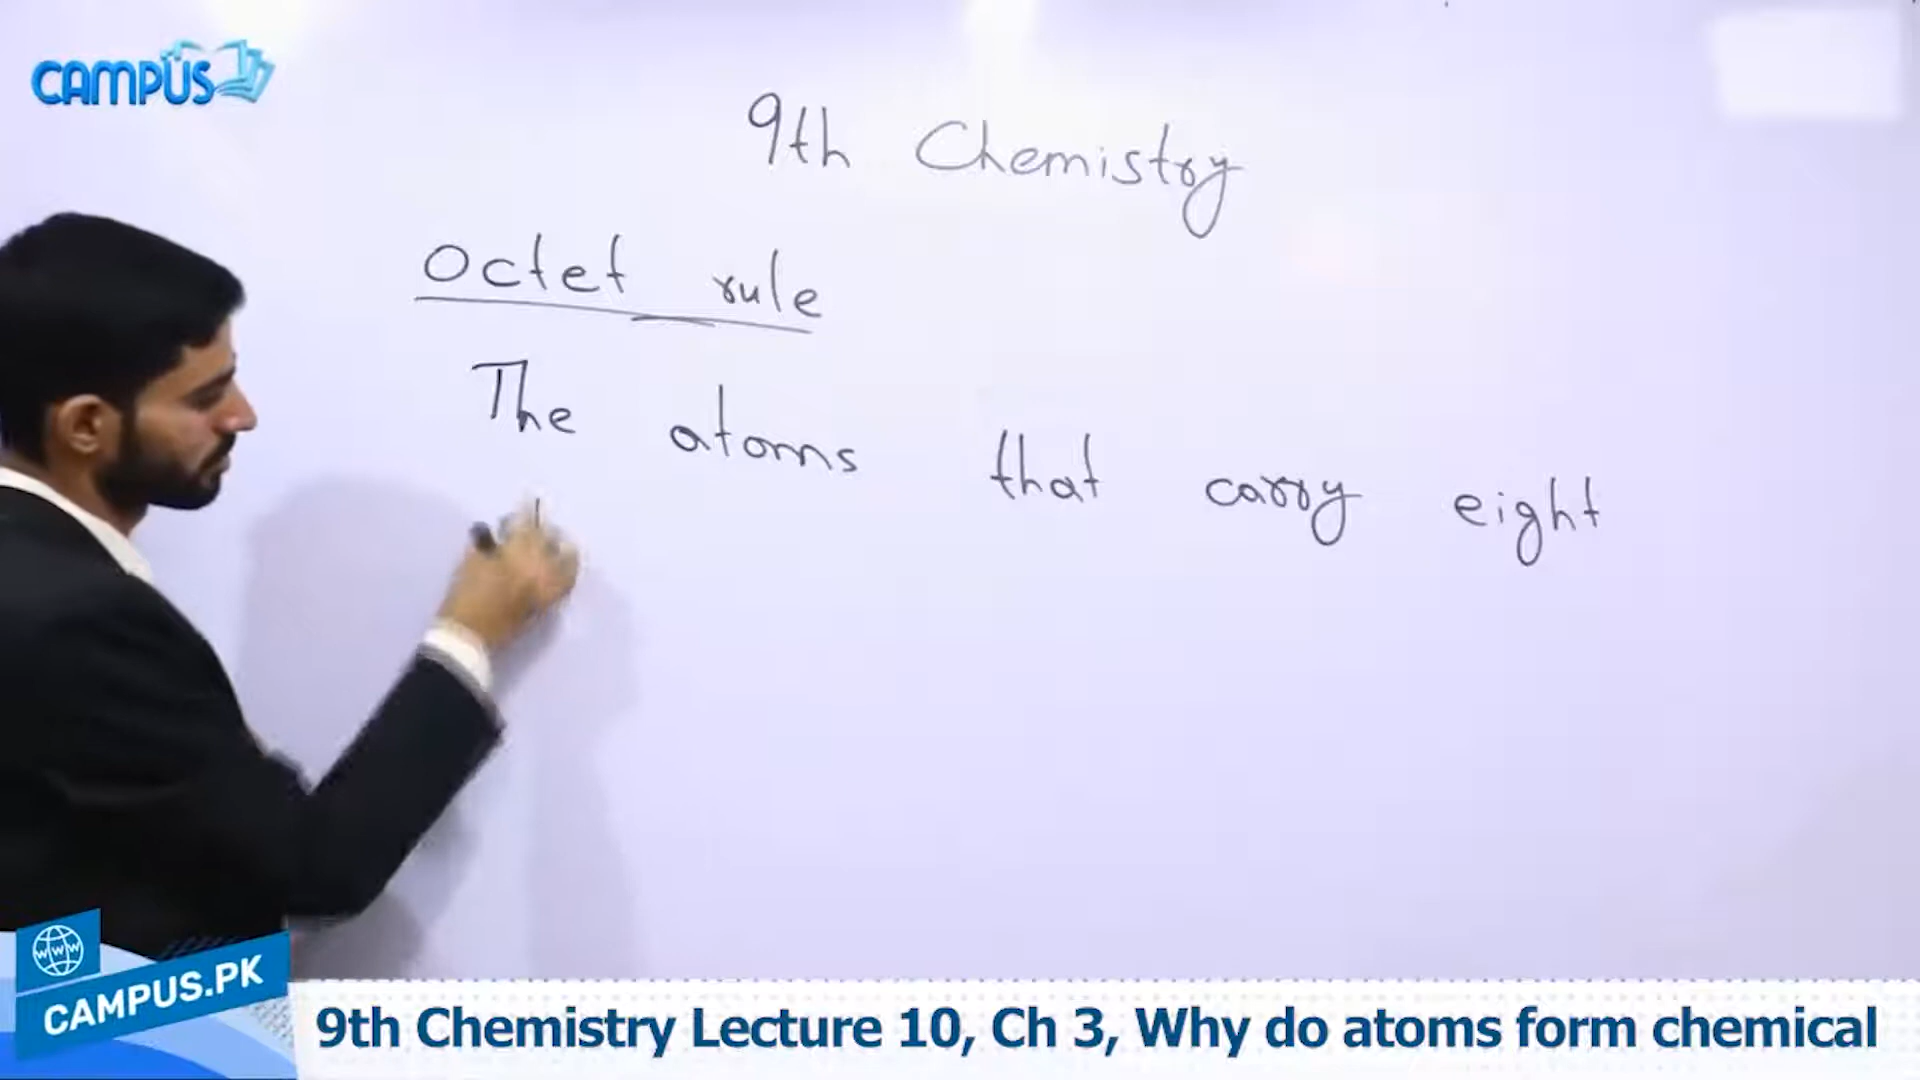 CAMPUS
9th Chemistry
Octet rule
The atoms that carry eight
www
CAMPUS.PK
9th Chemistry Lecture 10, Ch 3, Why do atoms form chemical